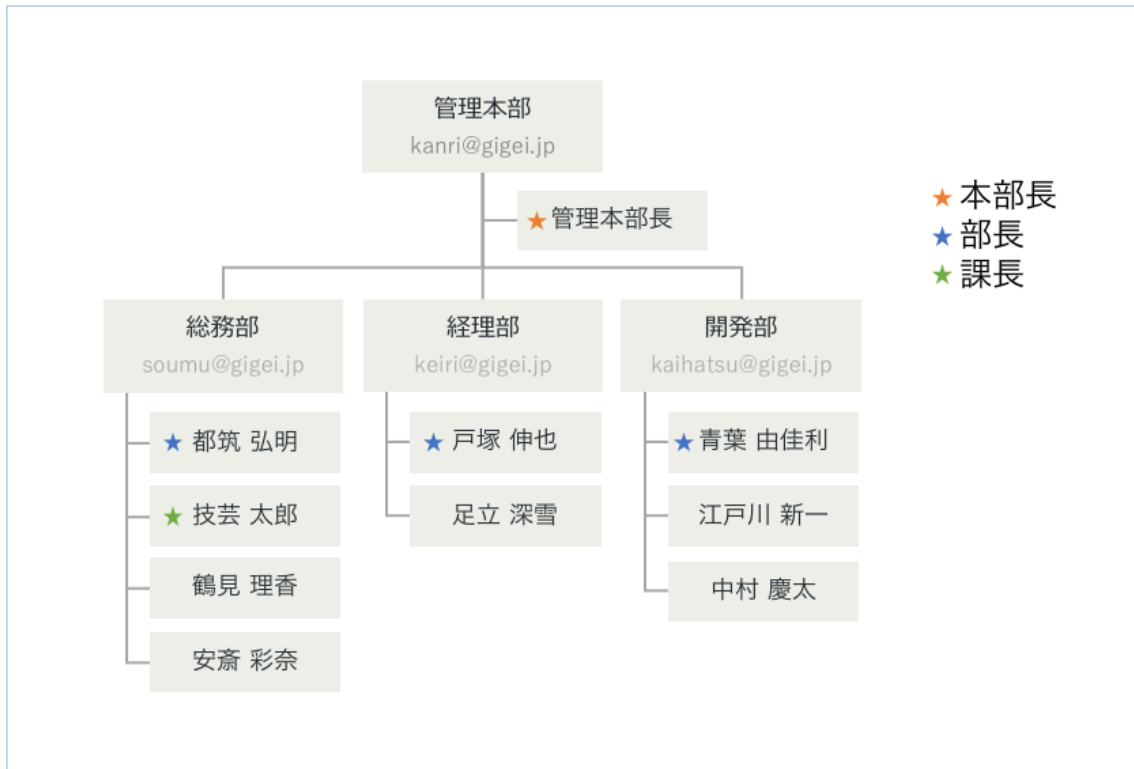 管理本部
kanri@gigei.jp
★管理本部長
★本部長
★部長
★課長
総務部
soumu@gigei.jp
★都筑 弘明
★技芸 太郎
鶴見 理香
安斎 彩奈
経理部
keiri@gigei.jp
★戸塚 伸也
足立 深雪
開発部
kaihatsu@gigei.jp
★青葉 由佳利
江戸川 新一
中村 慶太